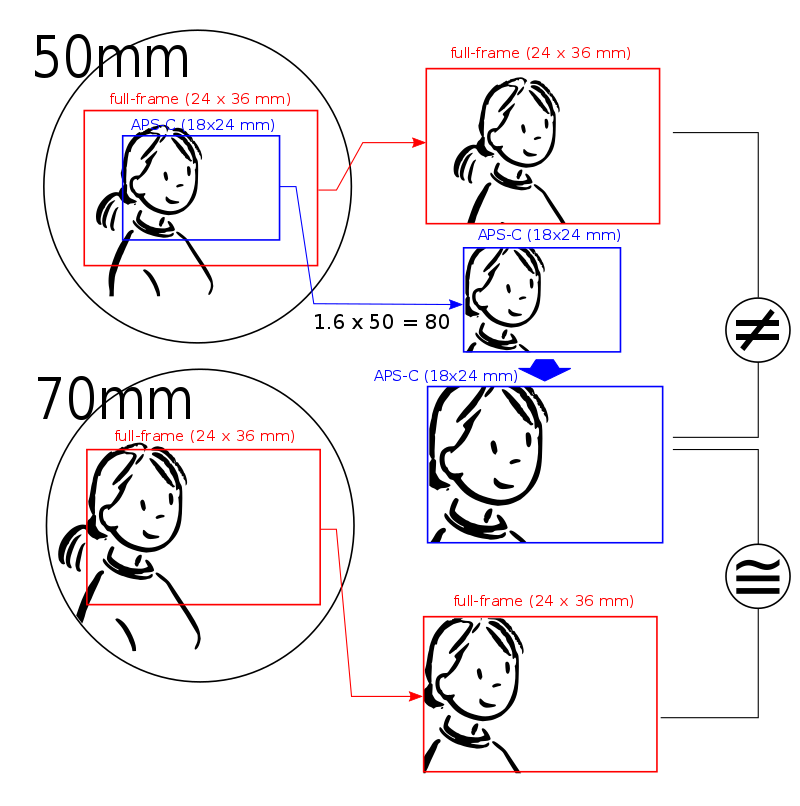 50mm
full-frame (24 x 36 mm)
APS-C (18x24 mm)
full-frame (24 x 36 mm)
APS-C (18x24 mm)
1.6 x 50 = 80
≠
APS-C (18x24 mm)
70mm
full-frame (24 x 36 mm)
≅
full-frame (24 x 36 mm)